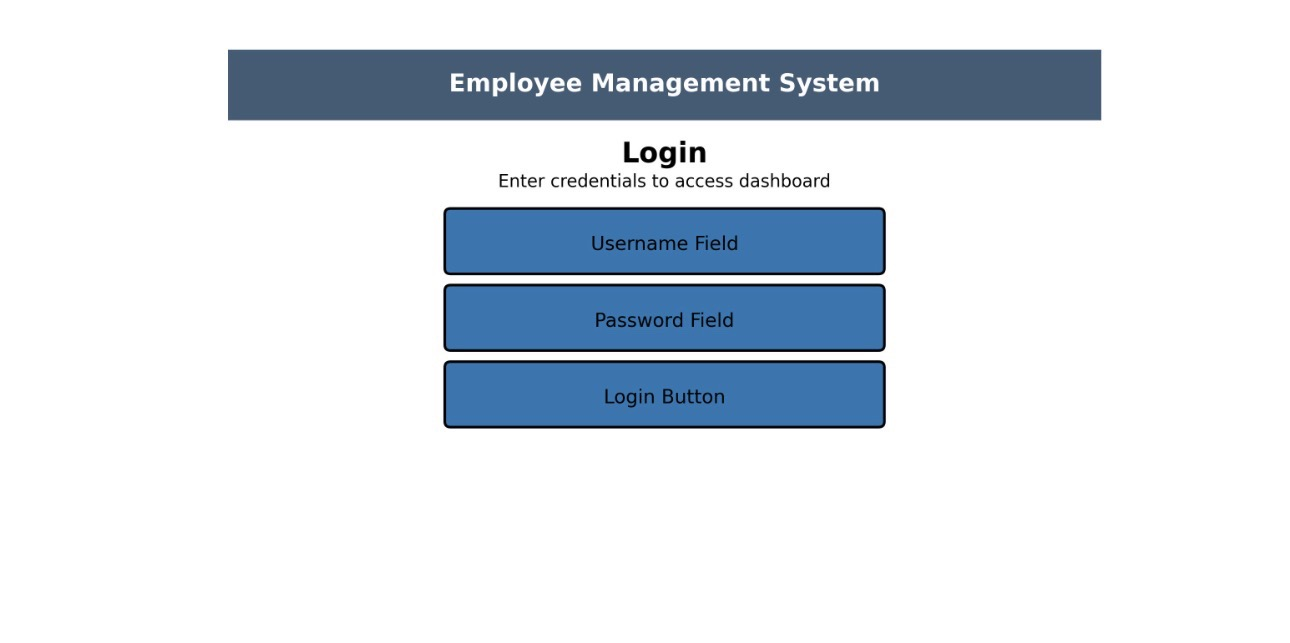 Employee Management System
Login
Enter credentials to access dashboard
Username Field
Password Field
Login Button